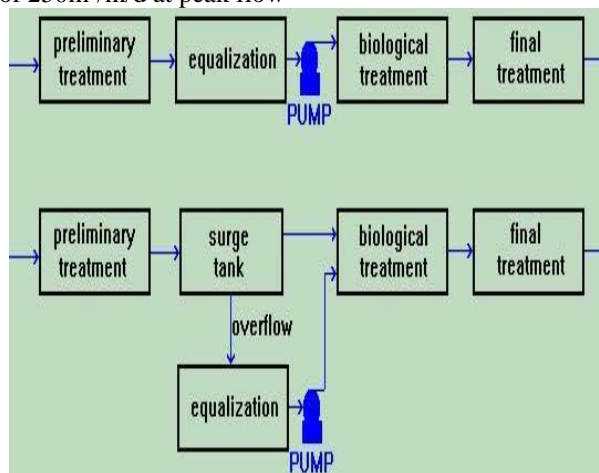 preliminary
treatment
equalization
PUMP
biological
treatment
final
treatment
preliminary
treatment
surge
tank
biological
treatment
final
treatment
overflow
equalization
PUMP